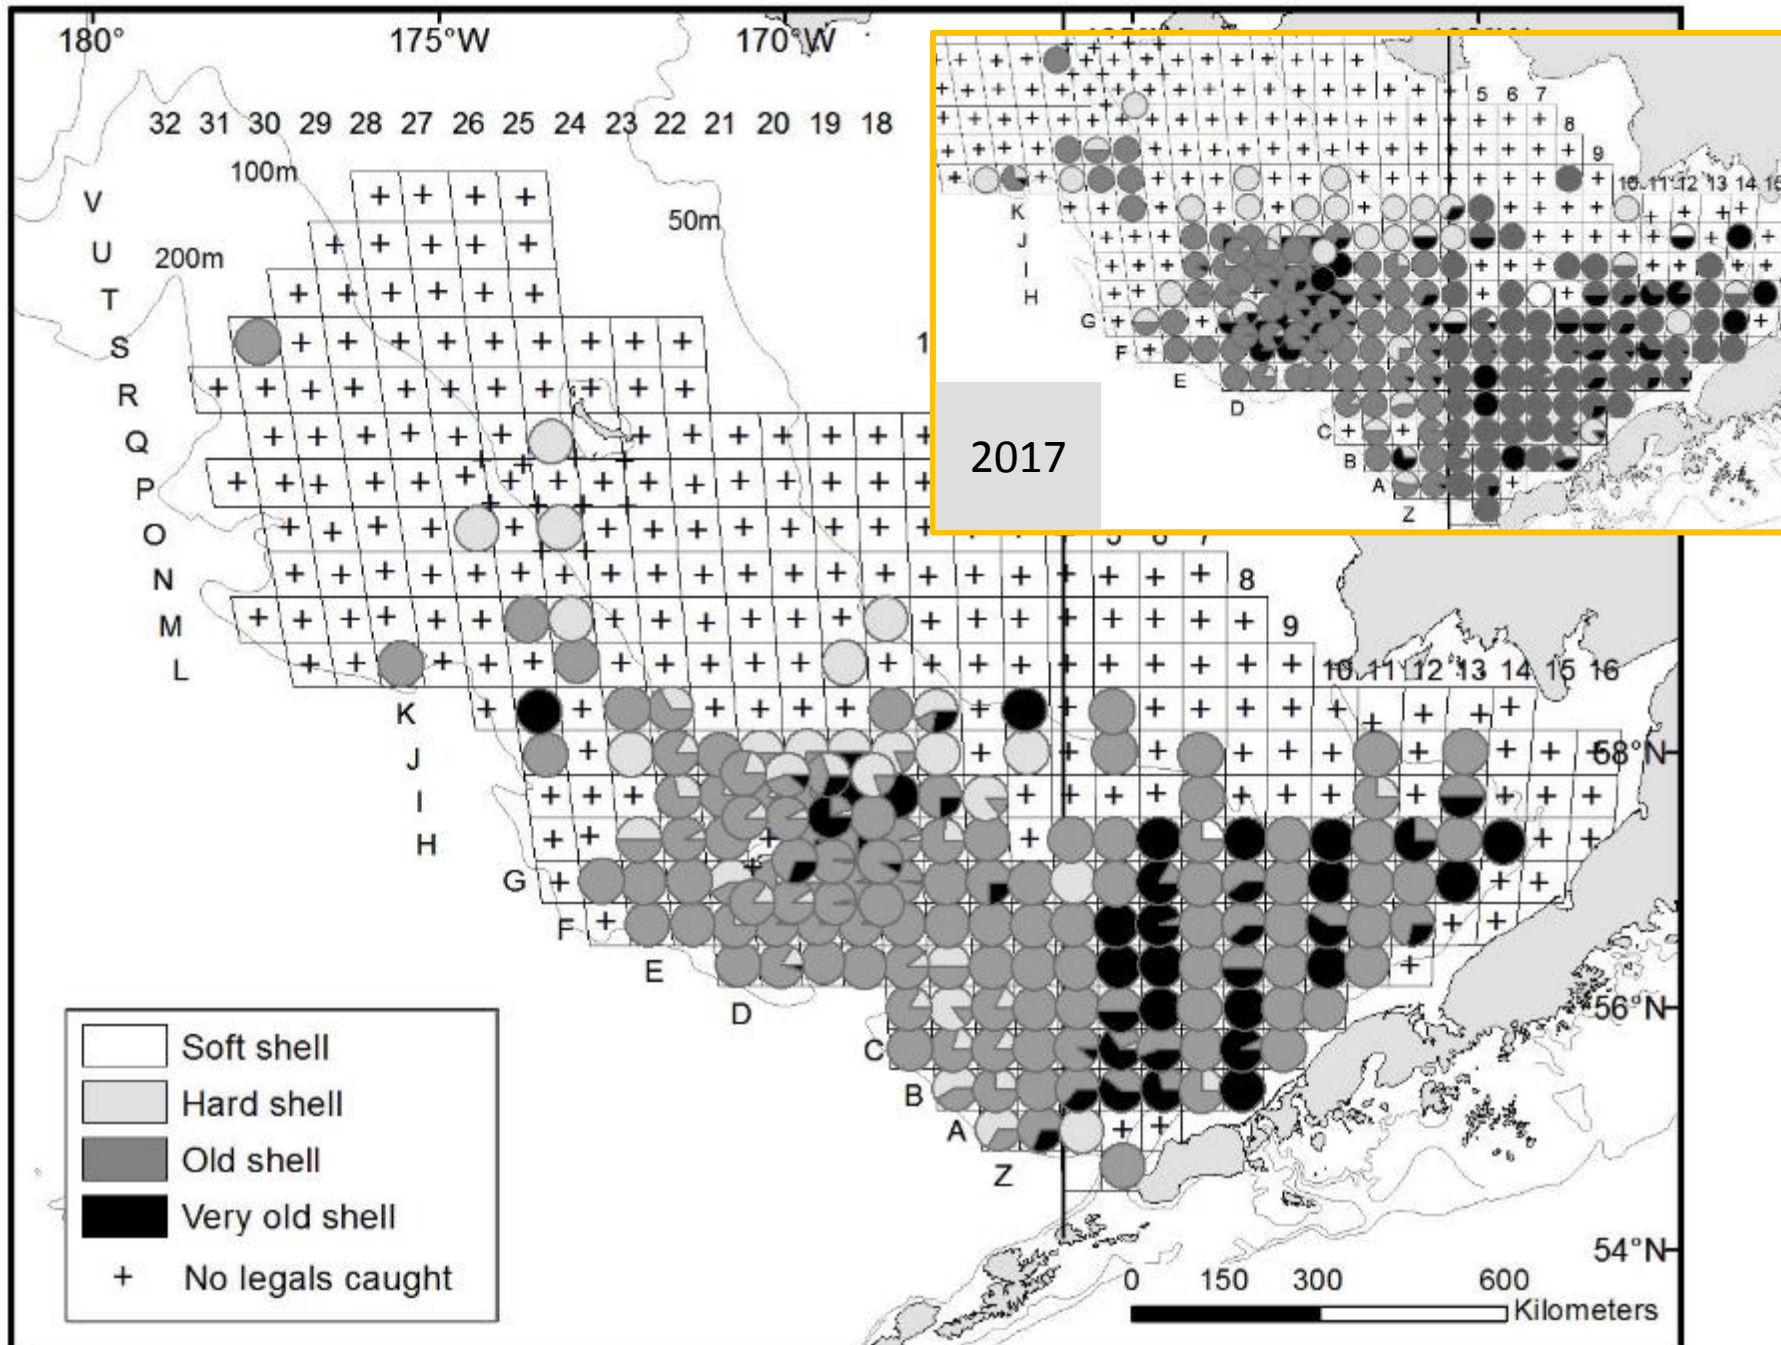 180° 175°W 170°W
32 31 30 29 28 27 26 25 24 23 22 21 20 19 18
100m
50m
200m
V
U
T
S
R
Q
P
O
N
M
L
K
J
I
H
G
F
E
D
C
B
A
Z
8
9
10 11 12 13 14 15 16
58°N
56°N
54°N
5 6 7
8
9
10 11 12 13 14 15
K
J
I
H
G
F
E
D
C
B
A
Z
2017
Soft shell
Hard shell
Old shell
Very old shell
+ No legals caught
0 150 300 600
Kilometers